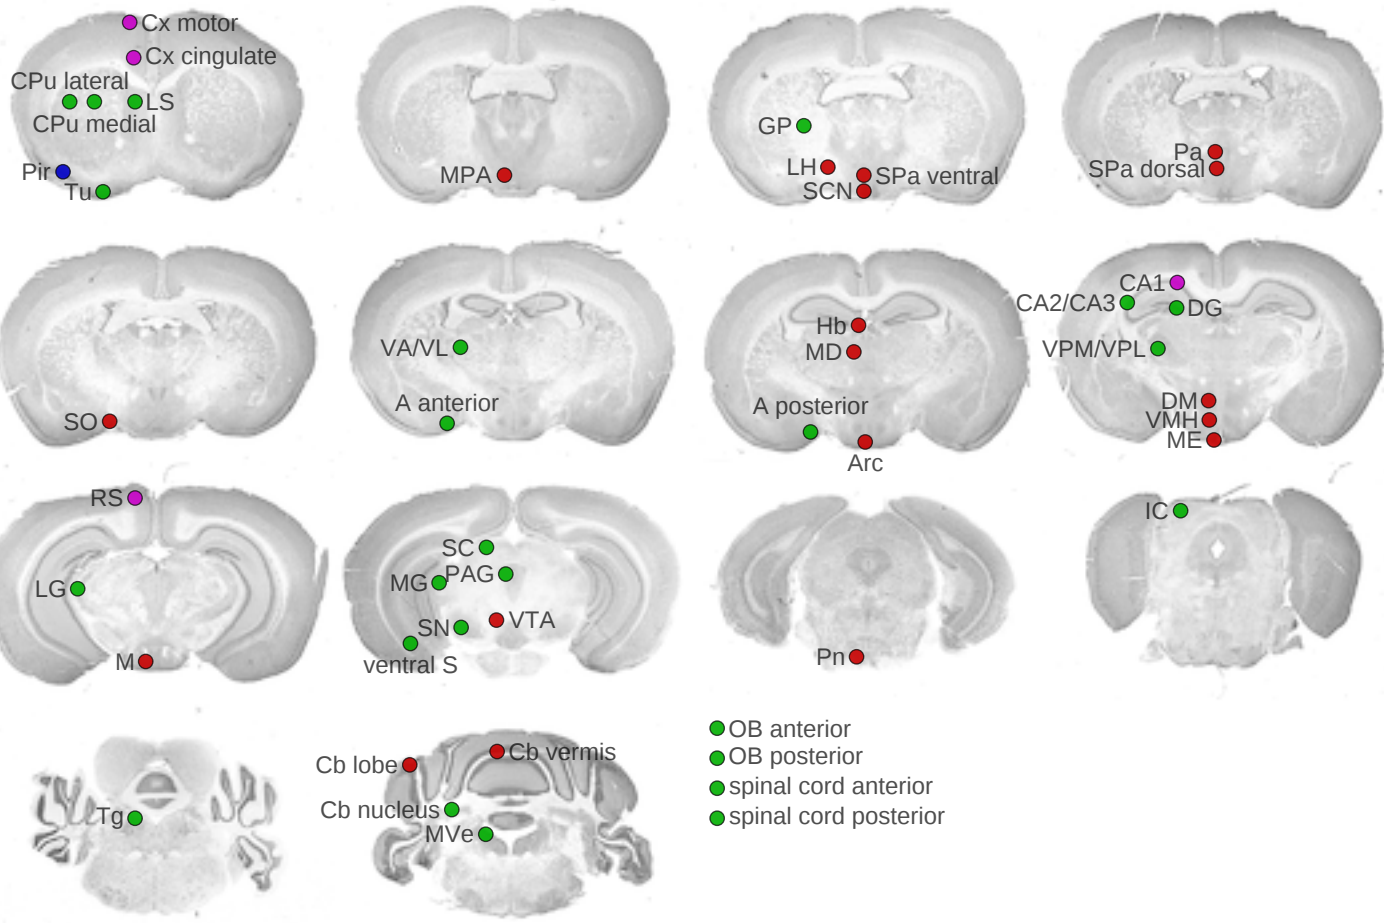 Cx motor
Cx cingulate
CPu lateral
LS
CPu medial
Pir
Tu
MPA
GP
LH
SPa ventral
SCN
Pa
SPa dorsal
SO
VA/VL
A anterior
Hb
MD
A posterior
Arc
CA1
CA2/CA3
DG
VPM/VPL
DM
VMH
ME
RS
LG
M
SC
MG
PAG
SN
VTA
ventral S
Pn
IC
Tg
Cb lobe
Cb vermis
Cb nucleus
MVe
OB anterior
OB posterior
spinal cord anterior
spinal cord posterior